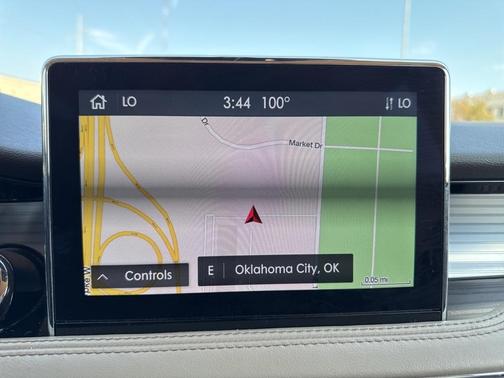 LO 3:44 100° LO
Dr
Market Dr
Controls
E Oklahoma City, OK
0.05 mi